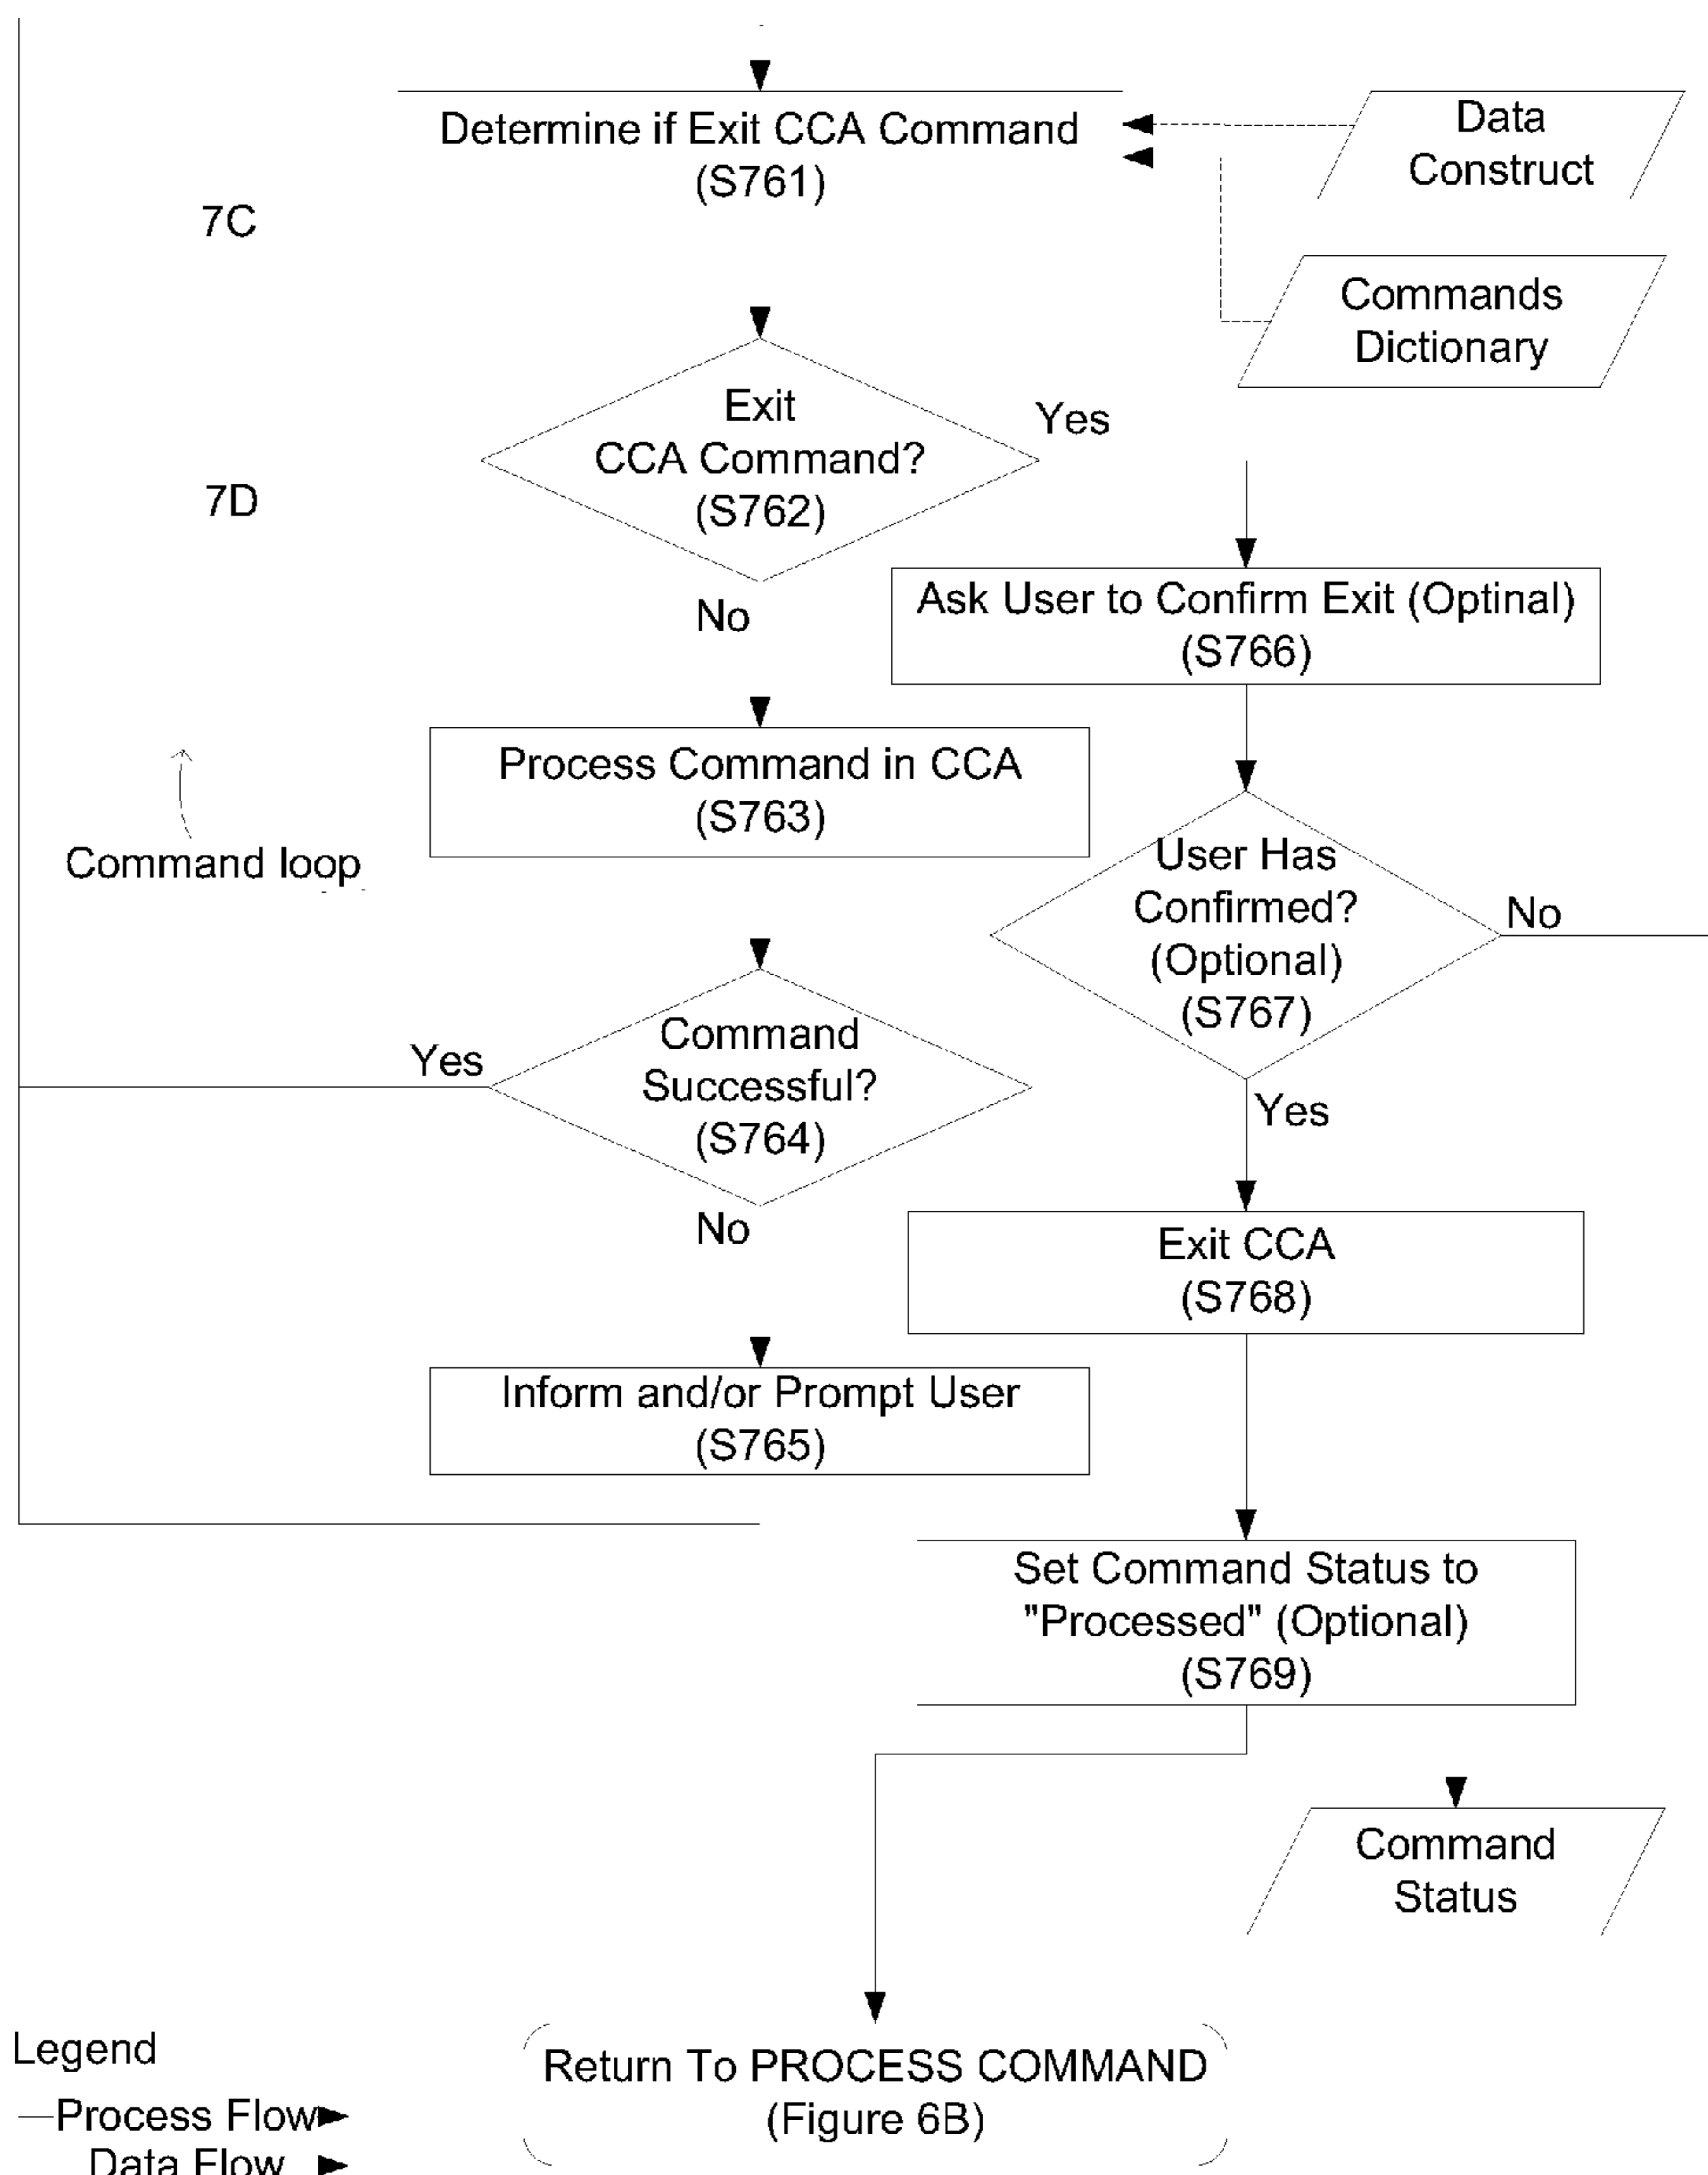 Determine if Exit CCA Command
(S761)
Data
Construct
7C
Commands
Dictionary
Exit
CCA Command?
(S762)
Yes
7D
No
Ask User to Confirm Exit (Optinal)
(S766)
Process Command in CCA
(S763)
Command loop
User Has
Confirmed?
(Optional)
(S767)
No
Command
Successful?
(S764)
Yes
Yes
No
Exit CCA
(S768)
Inform and/or Prompt User
(S765)
Set Command Status to
"Processed" (Optional)
(S769)
Command
Status
Legend
Process Flow
Data Flow
Return To PROCESS COMMAND
(Figure 6B)